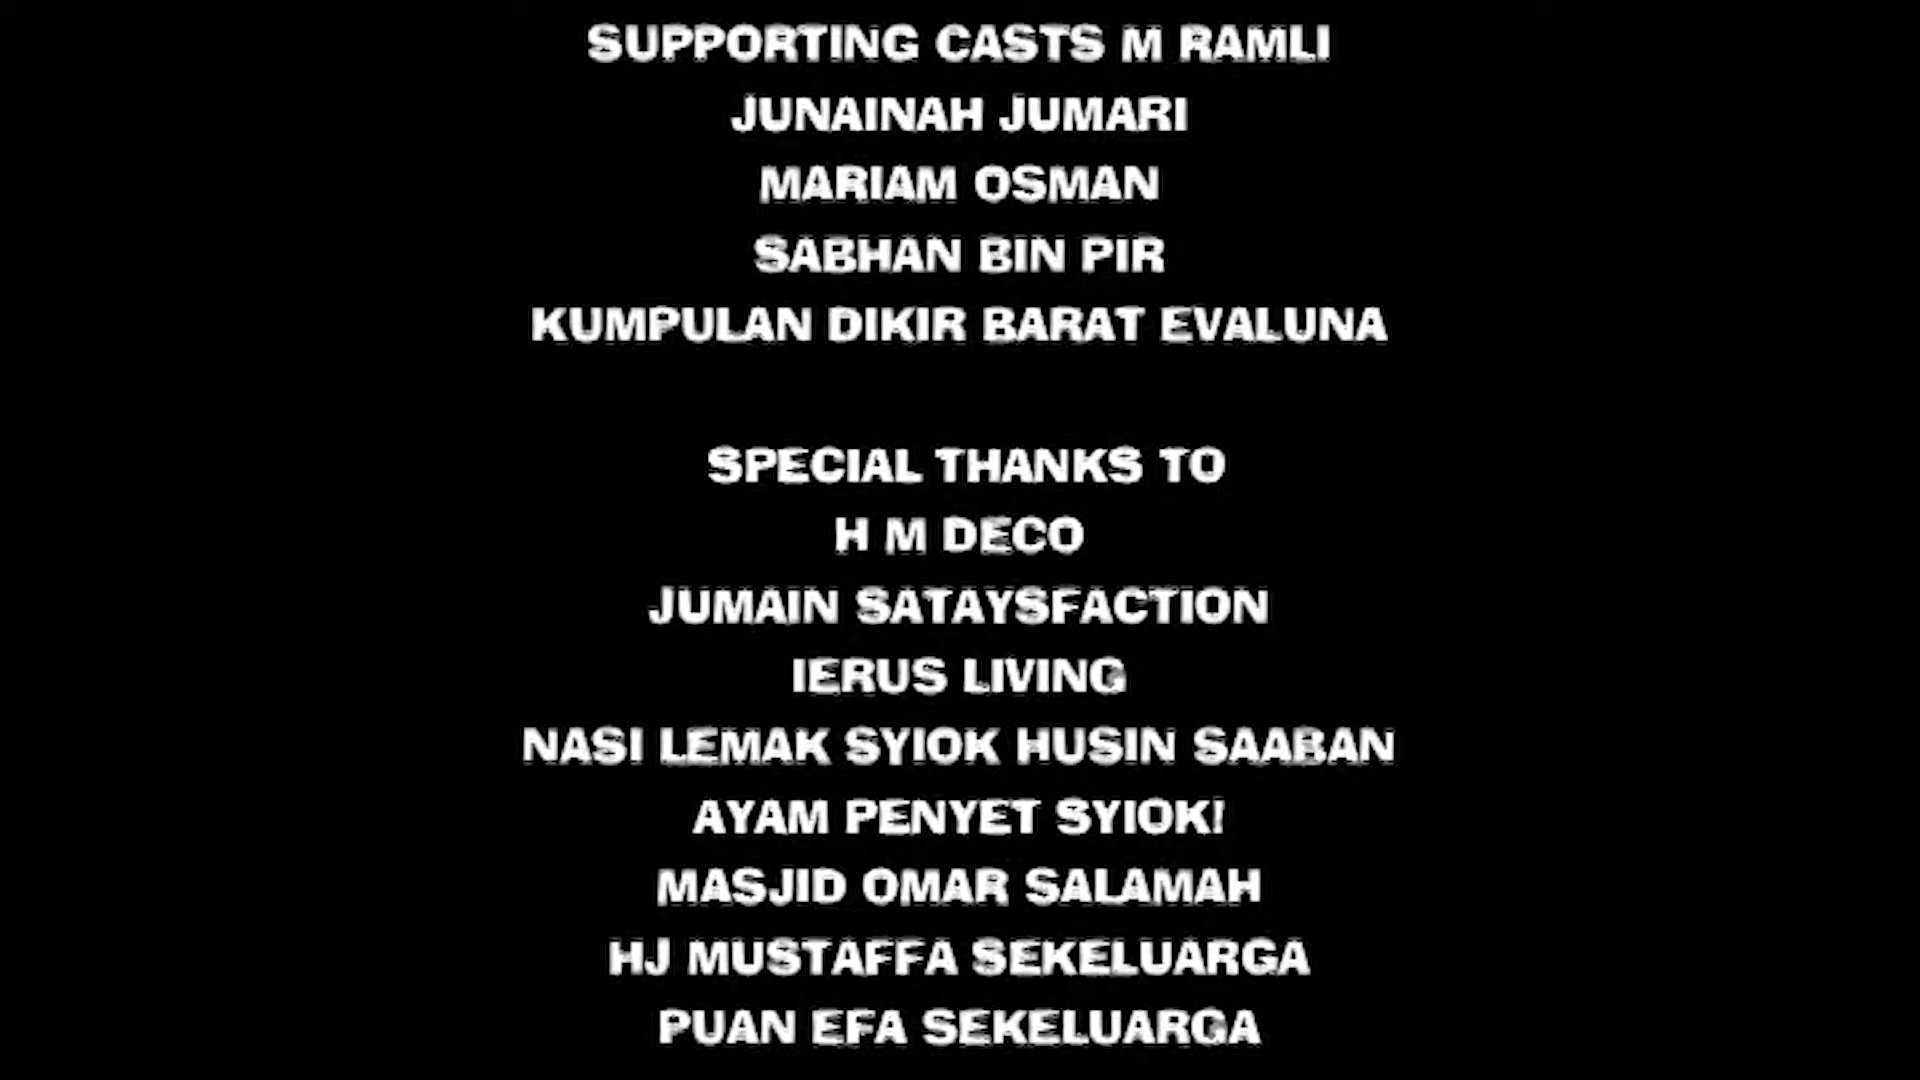 SUPPORTING CASTS M RAMLI
JUNAINAH JUMARI
MARIAM OSMAN
SABHAN BIN PIR
KUMPULAN DIKIR BARAT EVALUNA
SPECIAL THANKS TO
H M DECO
JUMAIN SATAYSFACTION
IERUS LIVING
NASI LEMAK SYIOK HUSIN SAABAN
AYAM PENYET SYIOK!
MASJID OMAR SALAMAH
HJ MUSTAFFA SEKELUARGA
PUAN EFA SEKELUARGA